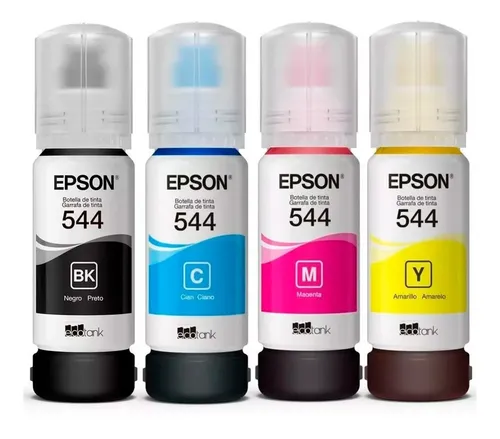 EPSON
Botella de tinta
Garrafa de tinta
544
BK
Negro Preto
ecotank
EPSON
Botella de tinta
Garrafa de tinta
544
C
Cian Ciano
ecotank
EPSON
Botella de tinta
Garrafa de tinta
544
M
Magenta
ecotank
EPSON
Botella de tinta
Garrafa de tinta
544
Y
Amarillo Amarelo
ecotank